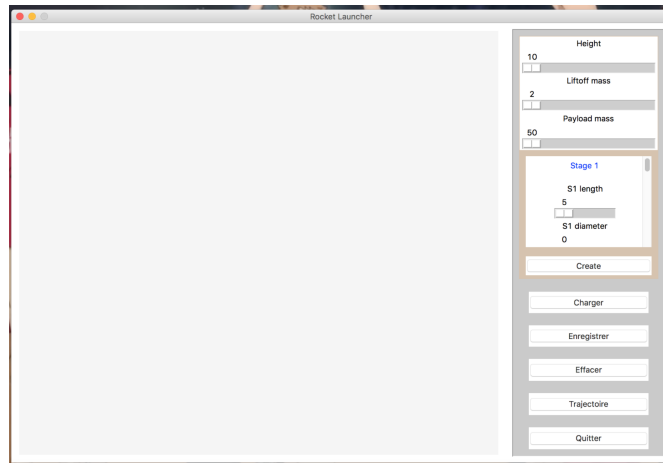 Rocket Launcher
Height
10
Liftoff mass
2
Payload mass
50
Stage 1
S1 length
5
S1 diameter
0
Create
Charger
Enregistrer
Effacer
Trajectoire
Quitter